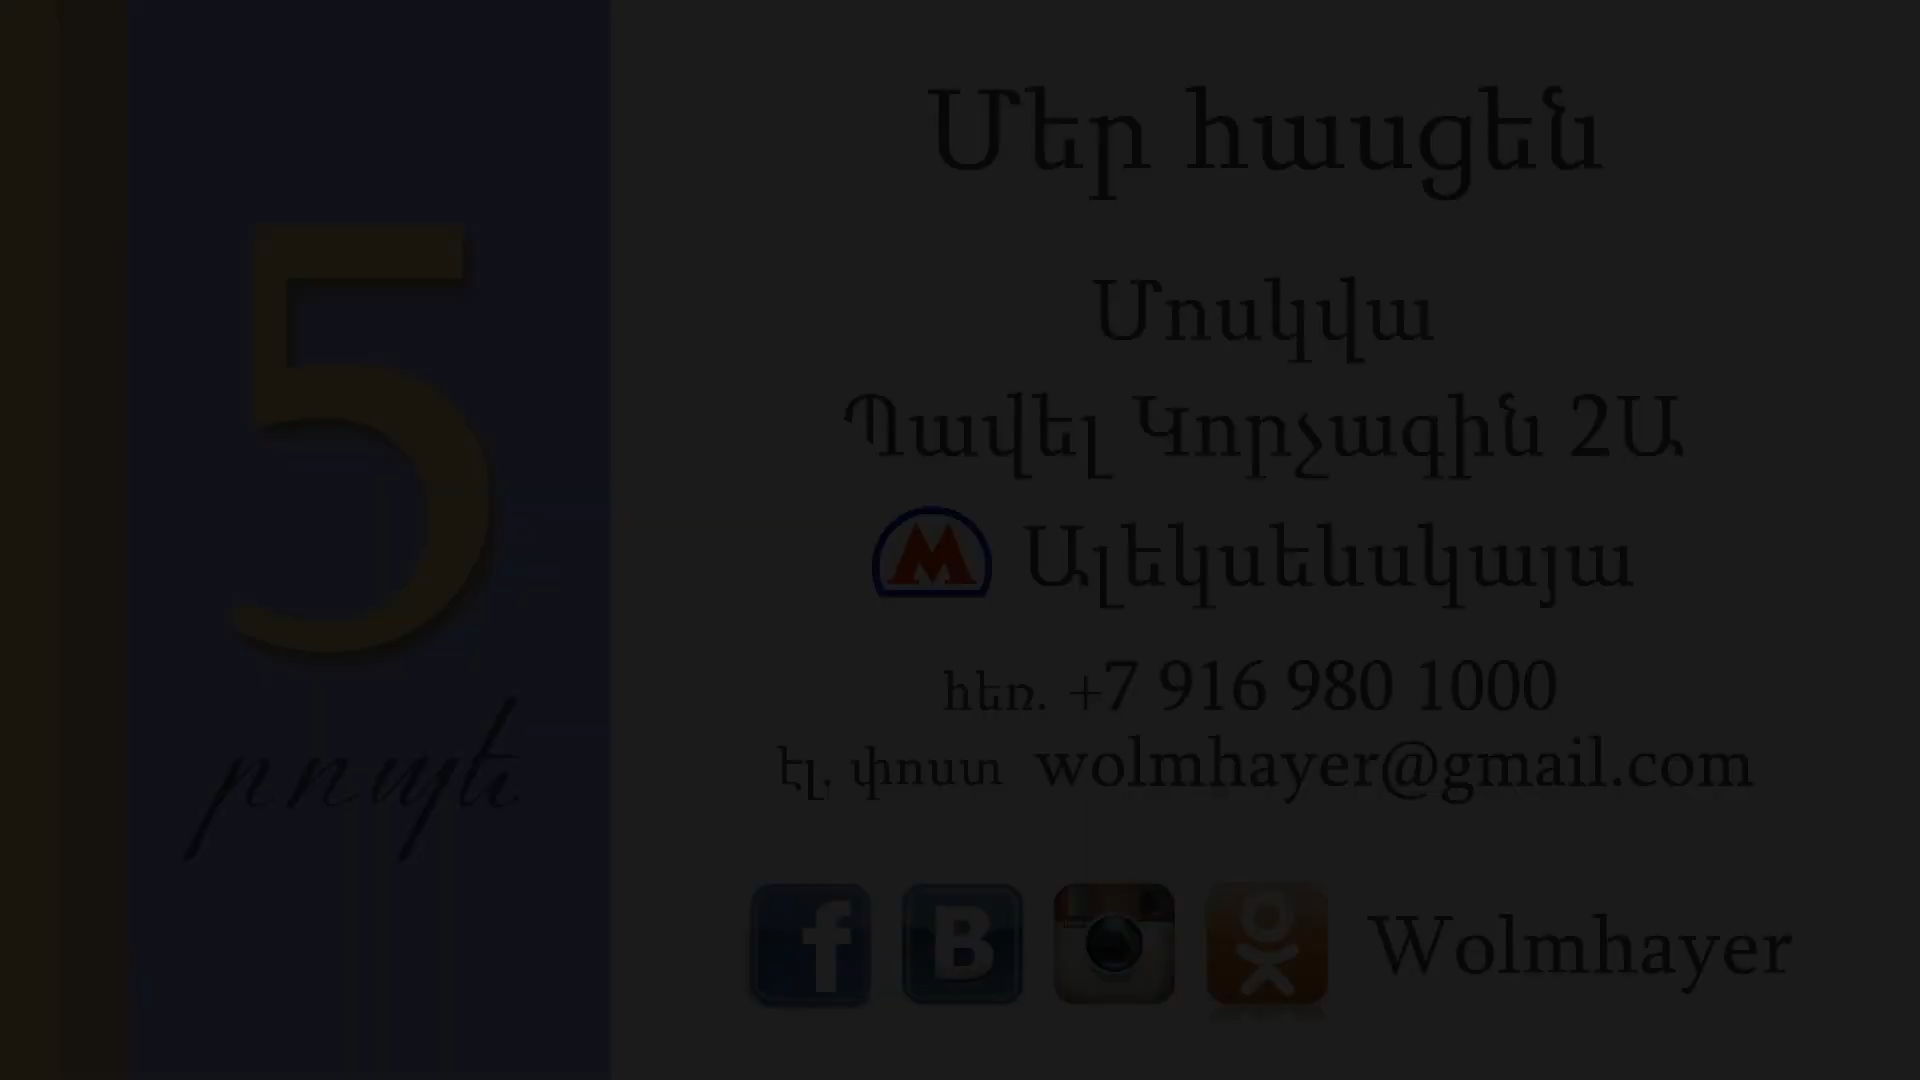 5
րոպե
Մեր հասցեն
Մոսկվա
Պավել Կորչագին 2Ա
М Ալեկսեևսկայա
հեռ. +7 916 980 1000
էլ. փոստ wolmhayer@gmail.com
f B Wolmhayer